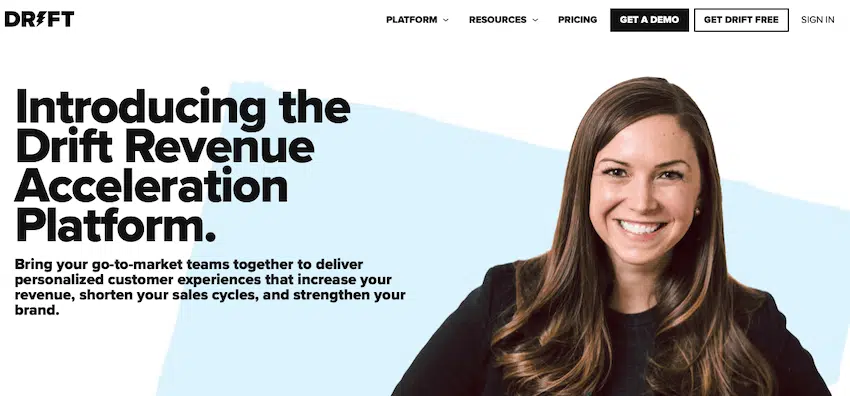 DRIFT
PLATFORM
RESOURCES
PRICING
GET A DEMO
GET DRIFT FREE
SIGN IN
Introducing the
Drift Revenue
Acceleration
Platform.
Bring your go-to-market teams together to deliver
personalized customer experiences that increase your
revenue, shorten your sales cycles, and strengthen your
brand.